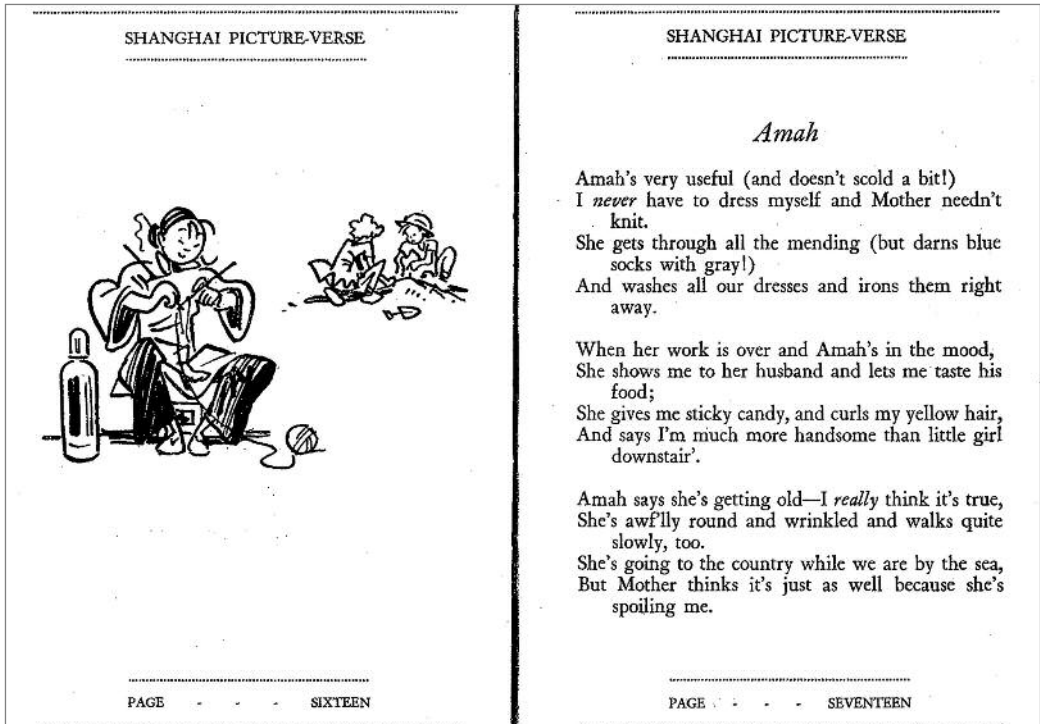 SHANGHAI PICTURE-VERSE
PAGE - - - SIXTEEN
SHANGHAI PICTURE-VERSE
Amah
Amah's very useful (and doesn't scold a bit!)
I never have to dress myself and Mother needn't
knit.
She gets through all the mending (but darns blue
socks with gray!)
And washes all our dresses and irons them right
away.
When her work is over and Amah's in the mood,
She shows me to her husband and lets me taste his
food;
She gives me sticky candy, and curls my yellow hair,
And says I'm much more handsome than little girl
downstair'.
Amah says she's getting old—I really think it's true,
She's awf'lly round and wrinkled and walks quite
slowly, too.
She's going to the country while we are by the sea,
But Mother thinks it's just as well because she's
spoiling me.
PAGE - - - SEVENTEEN